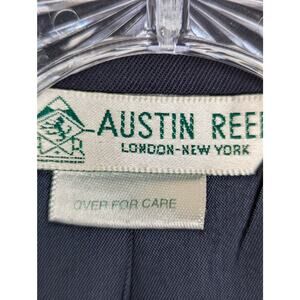 AUSTIN REE
LONDON-NEW YORK
OVER FOR CARE